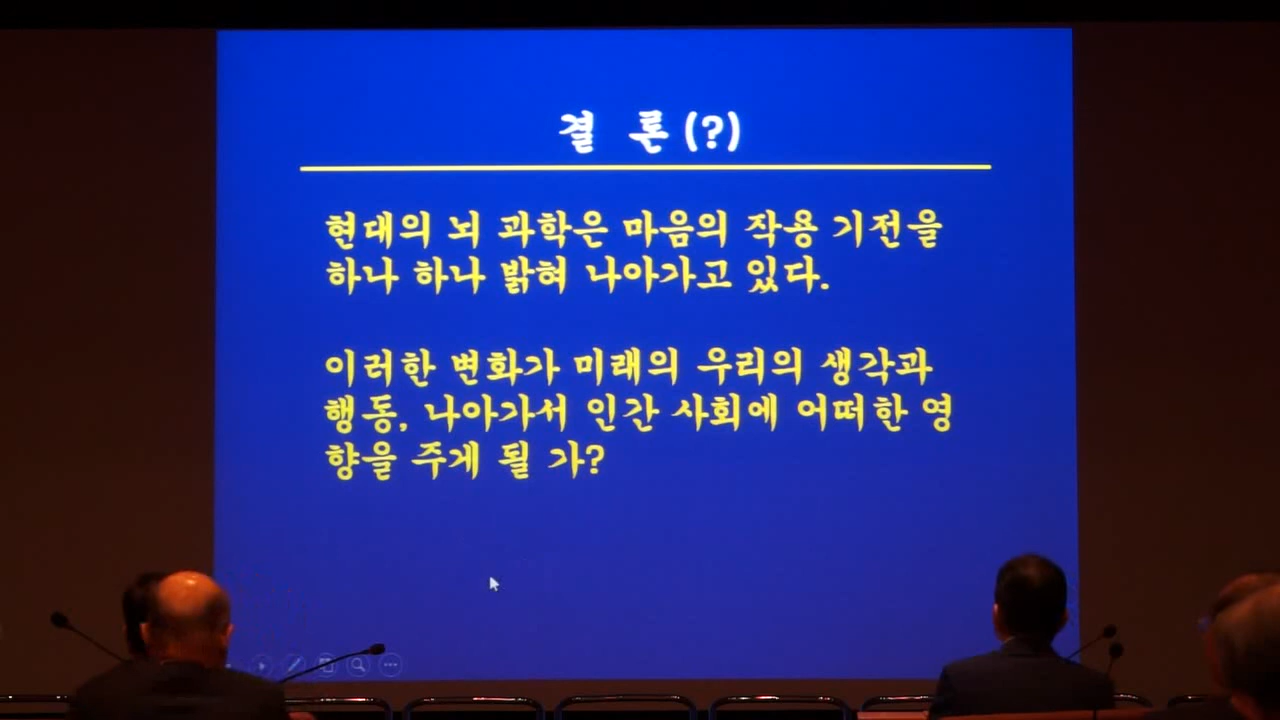 결 론 (?)
현대의 뇌 과학은 마음의 작용 기전을
하나 하나 밝혀 나아가고 있다.
이러한 변화가 미래의 우리의 생각과
행동, 나아가서 인간 사회에 어떠한 영
향을 주게 될 가?